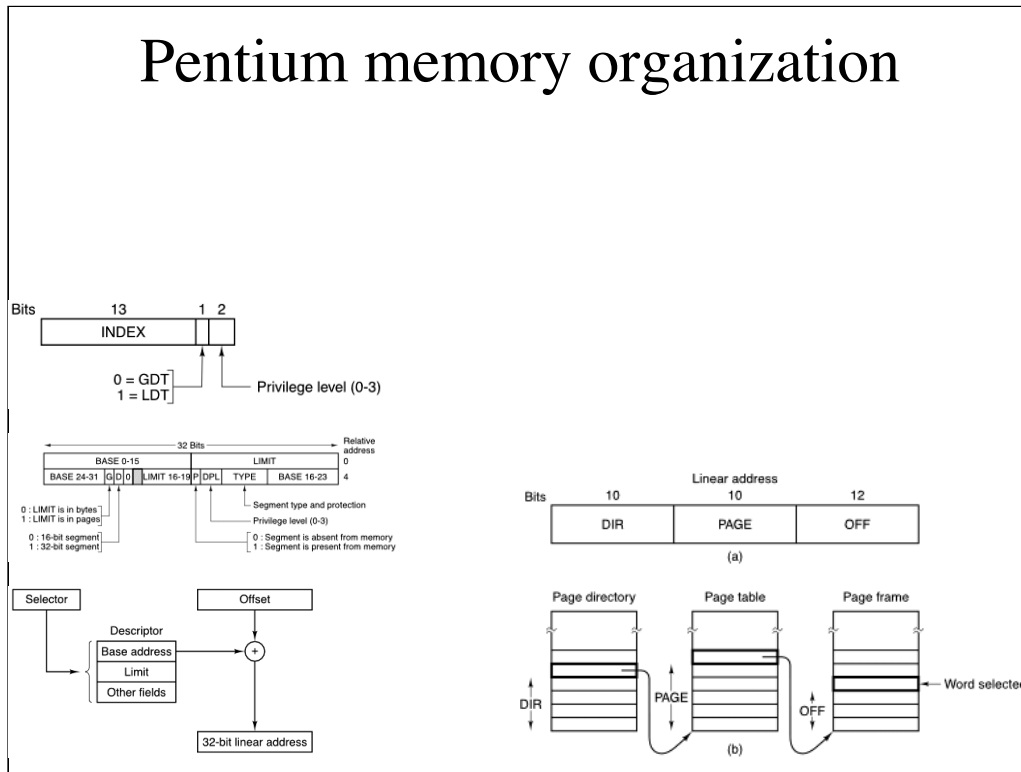 Pentium memory organization
Bits 13 1 2
INDEX
0 = GDT
1 = LDT
Privilege level (0-3)
32 Bits
Relative
address
BASE 0-15 LIMIT 0
BASE 24-31 G D 0 LIMIT 16-19 P DPL TYPE BASE 16-23 4
0 : LIMIT is in bytes
1 : LIMIT is in pages
Segment type and protection
Privilege level (0-3)
0 : 16-bit segment
1 : 32-bit segment
0 : Segment is absent from memory
1 : Segment is present from memory
Selector Offset
Descriptor
Base address +
Limit
Other fields
32-bit linear address
Linear address
Bits 10 10 12
DIR PAGE OFF
(a)
Page directory Page table Page frame
Word selected
DIR PAGE OFF
(b)